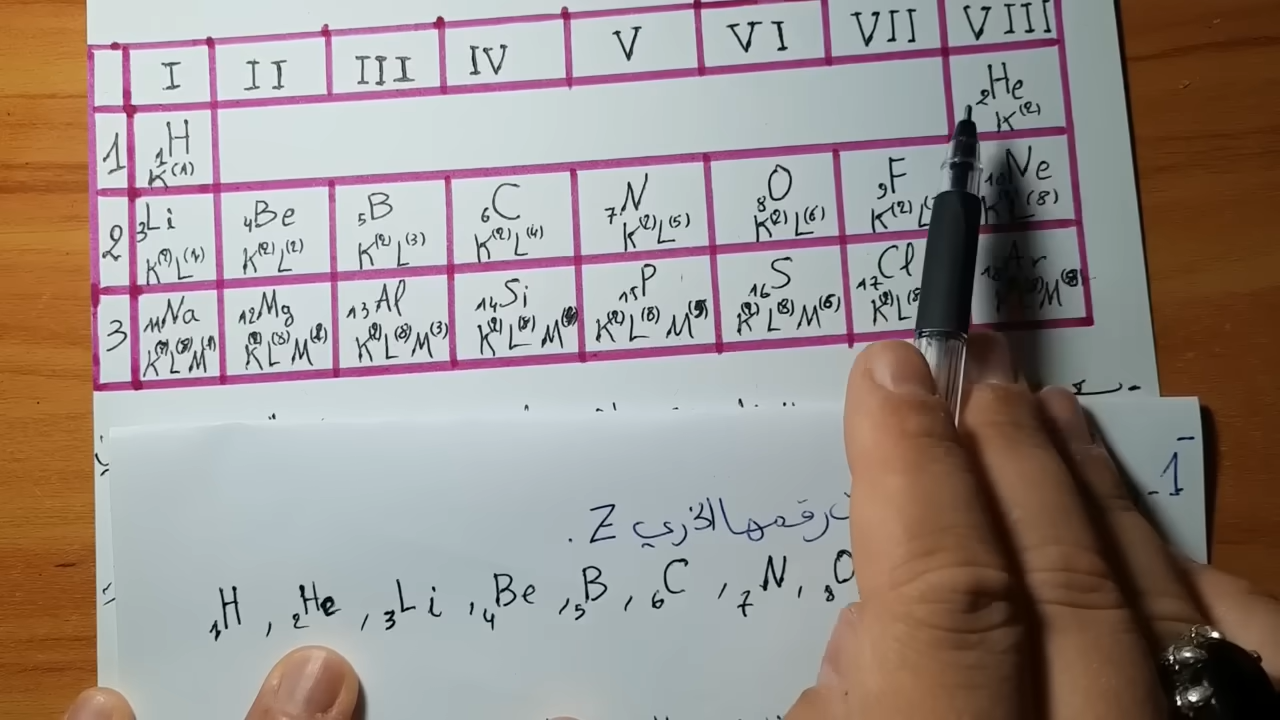 I II III IV V VI VII VIII
1 ₁H ₂He
K⁽¹⁾ K⁽²⁾
2 ₃Li ₄Be ₅B ₆C ₇N ₈O ₉F ₁₀Ne
K⁽²⁾L⁽¹⁾ K⁽²⁾L⁽²⁾ K⁽²⁾L⁽³⁾ K⁽²⁾L⁽⁴⁾ K⁽²⁾L⁽⁵⁾ K⁽²⁾L⁽⁶⁾ K⁽²⁾ L⁽⁸⁾
3 ₁₁Na ₁₂Mg ₁₃Al ₁₄Si ₁₅P ₁₆S ₁₇Cl ₁₈Ar
K⁽²⁾L⁽⁸⁾M⁽¹⁾ K⁽²⁾L⁽⁸⁾M⁽²⁾ K⁽²⁾L⁽⁸⁾M⁽³⁾ K⁽²⁾L⁽⁸⁾ K⁽²⁾L⁽⁸⁾M⁽⁵⁾ K⁽²⁾L⁽⁸⁾M⁽⁶⁾ K⁽²⁾L⁽⁸ M⁽⁸⁾
1-
رقمها الذري Z .
₁H , ₂He , ₃Li , ₄Be , ₅B , ₆C , ₇N , ₈O